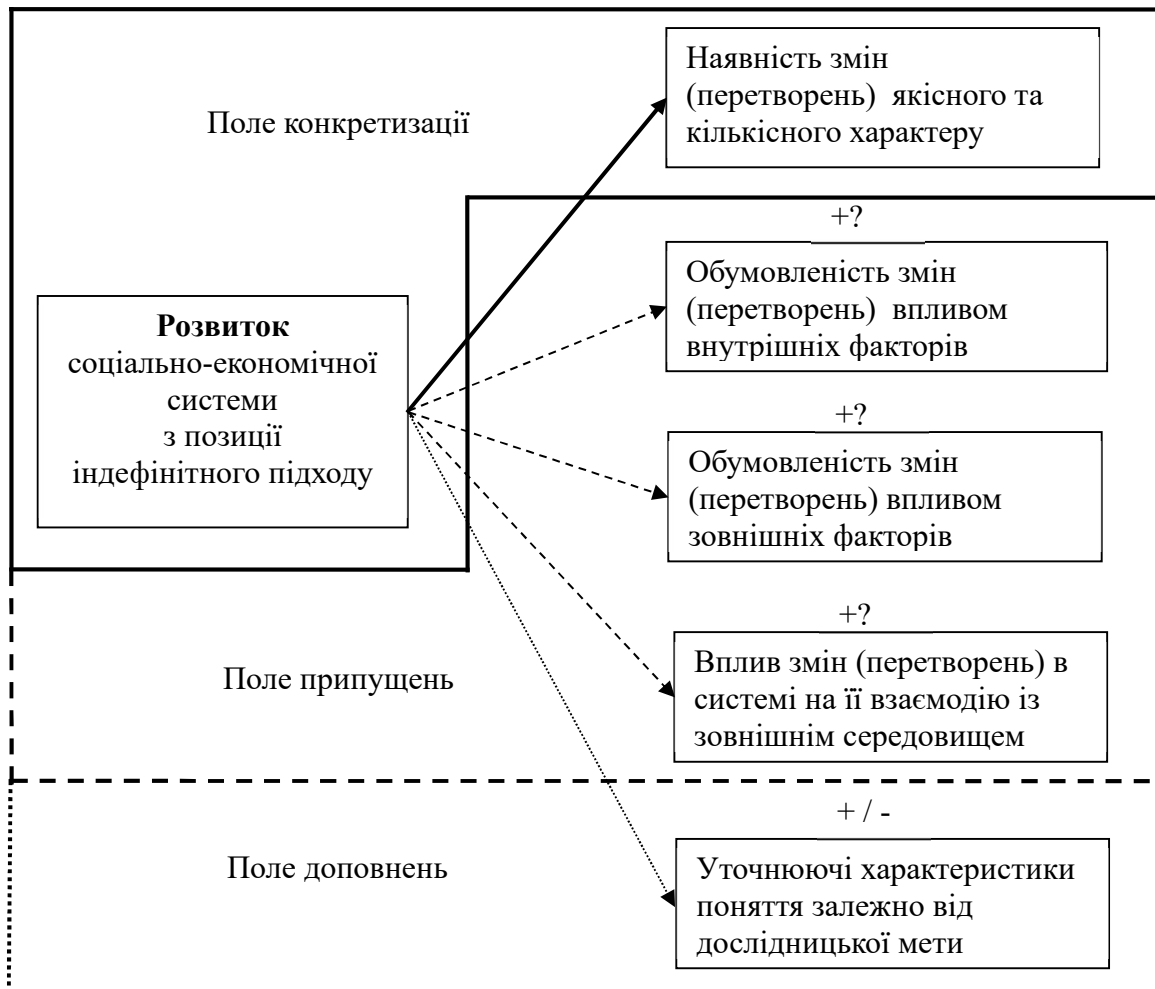 Поле конкретизації
Наявність змін
(перетворень) якісного та
кількісного характеру
+?
Обумовленість змін
(перетворень) впливом
внутрішніх факторів
Розвиток
соціально-економічної
системи
з позиції
індефінітного підходу
+?
Обумовленість змін
(перетворень) впливом
зовнішніх факторів
+?
Поле припущень
Вплив змін (перетворень) в
системі на її взаємодію із
зовнішнім середовищем
+ / -
Поле доповнень
Уточнюючі характеристики
поняття залежно від
дослідницької мети